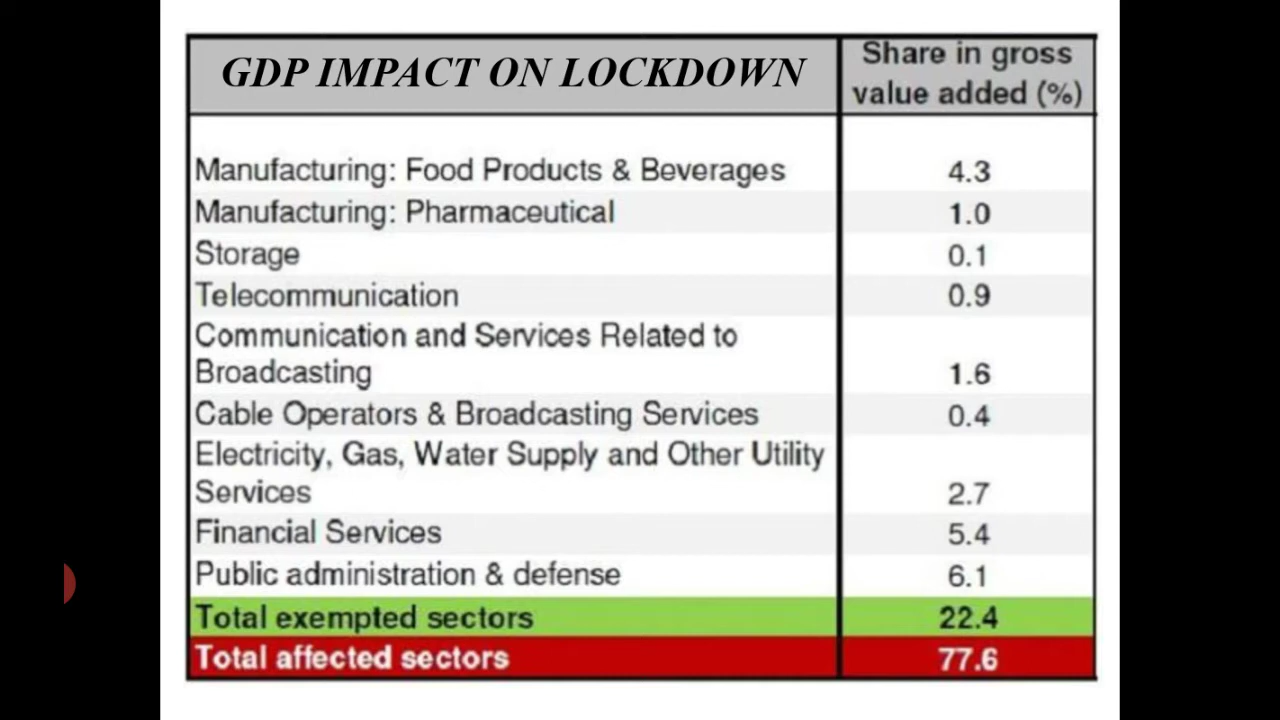 GDP IMPACT ON LOCKDOWN
Share in gross
value added (%)
Manufacturing: Food Products & Beverages 4.3
Manufacturing: Pharmaceutical 1.0
Storage 0.1
Telecommunication 0.9
Communication and Services Related to
Broadcasting 1.6
Cable Operators & Broadcasting Services 0.4
Electricity, Gas, Water Supply and Other Utility
Services 2.7
Financial Services 5.4
Public administration & defense 6.1
Total exempted sectors 22.4
Total affected sectors 77.6